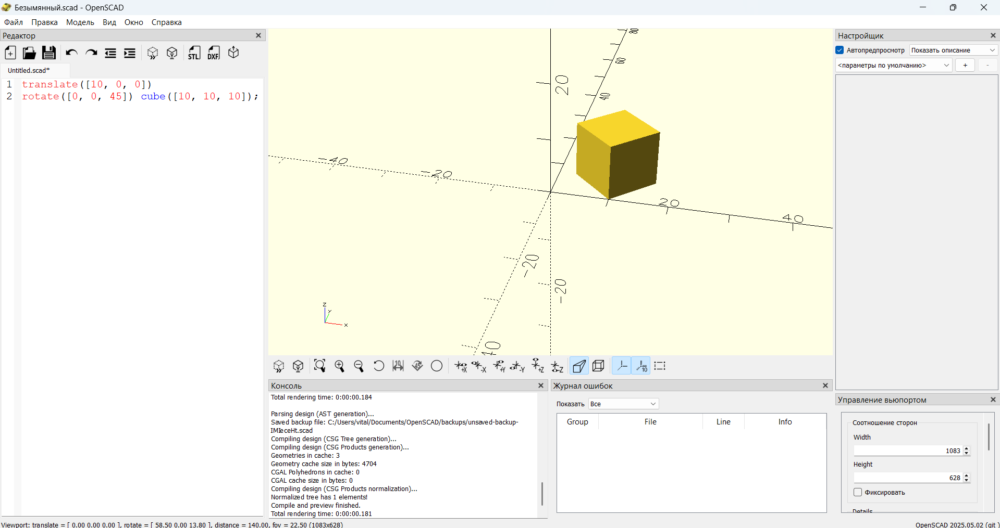 Безымянный.scad - OpenSCAD
Файл Правка Модель Вид Окно Справка
Редактор
STL DXF
Untitled.scad*
1 translate([10, 0, 0])
2 rotate([0, 0, 45]) cube([10, 10, 10]);
80
60
40
20
-40
-20
20
40
-20
-20
z
y
x
10 45 +X -X +Y -Y +Z -Z 10
Консоль
Total rendering time: 0:00:00.184
Parsing design (AST generation)...
Saved backup file: C:/Users/vital/Documents/OpenSCAD/backups/unsaved-backup-
IMIeceHt.scad
Compiling design (CSG Tree generation)...
Compiling design (CSG Products generation)...
Geometries in cache: 3
Geometry cache size in bytes: 4704
CGAL Polyhedrons in cache: 0
CGAL cache size in bytes: 0
Compiling design (CSG Products normalization)...
Normalized tree has 1 elements!
Compile and preview finished.
Total rendering time: 0:00:00.181
Журнал ошибок
Показать Все
Group File Line Info
Настройщик
Автопредпросмотр Показать описание
<параметры по умолчанию> + -
Управление вьюпортом
Соотношение сторон
Width
1083
Height
628
Фиксировать
Details
Viewport: translate = [ 0.00 0.00 0.00 ], rotate = [ 58.50 0.00 13.80 ], distance = 140.00, fov = 22.50 (1083x628)
OpenSCAD 2025.05.02 (git )